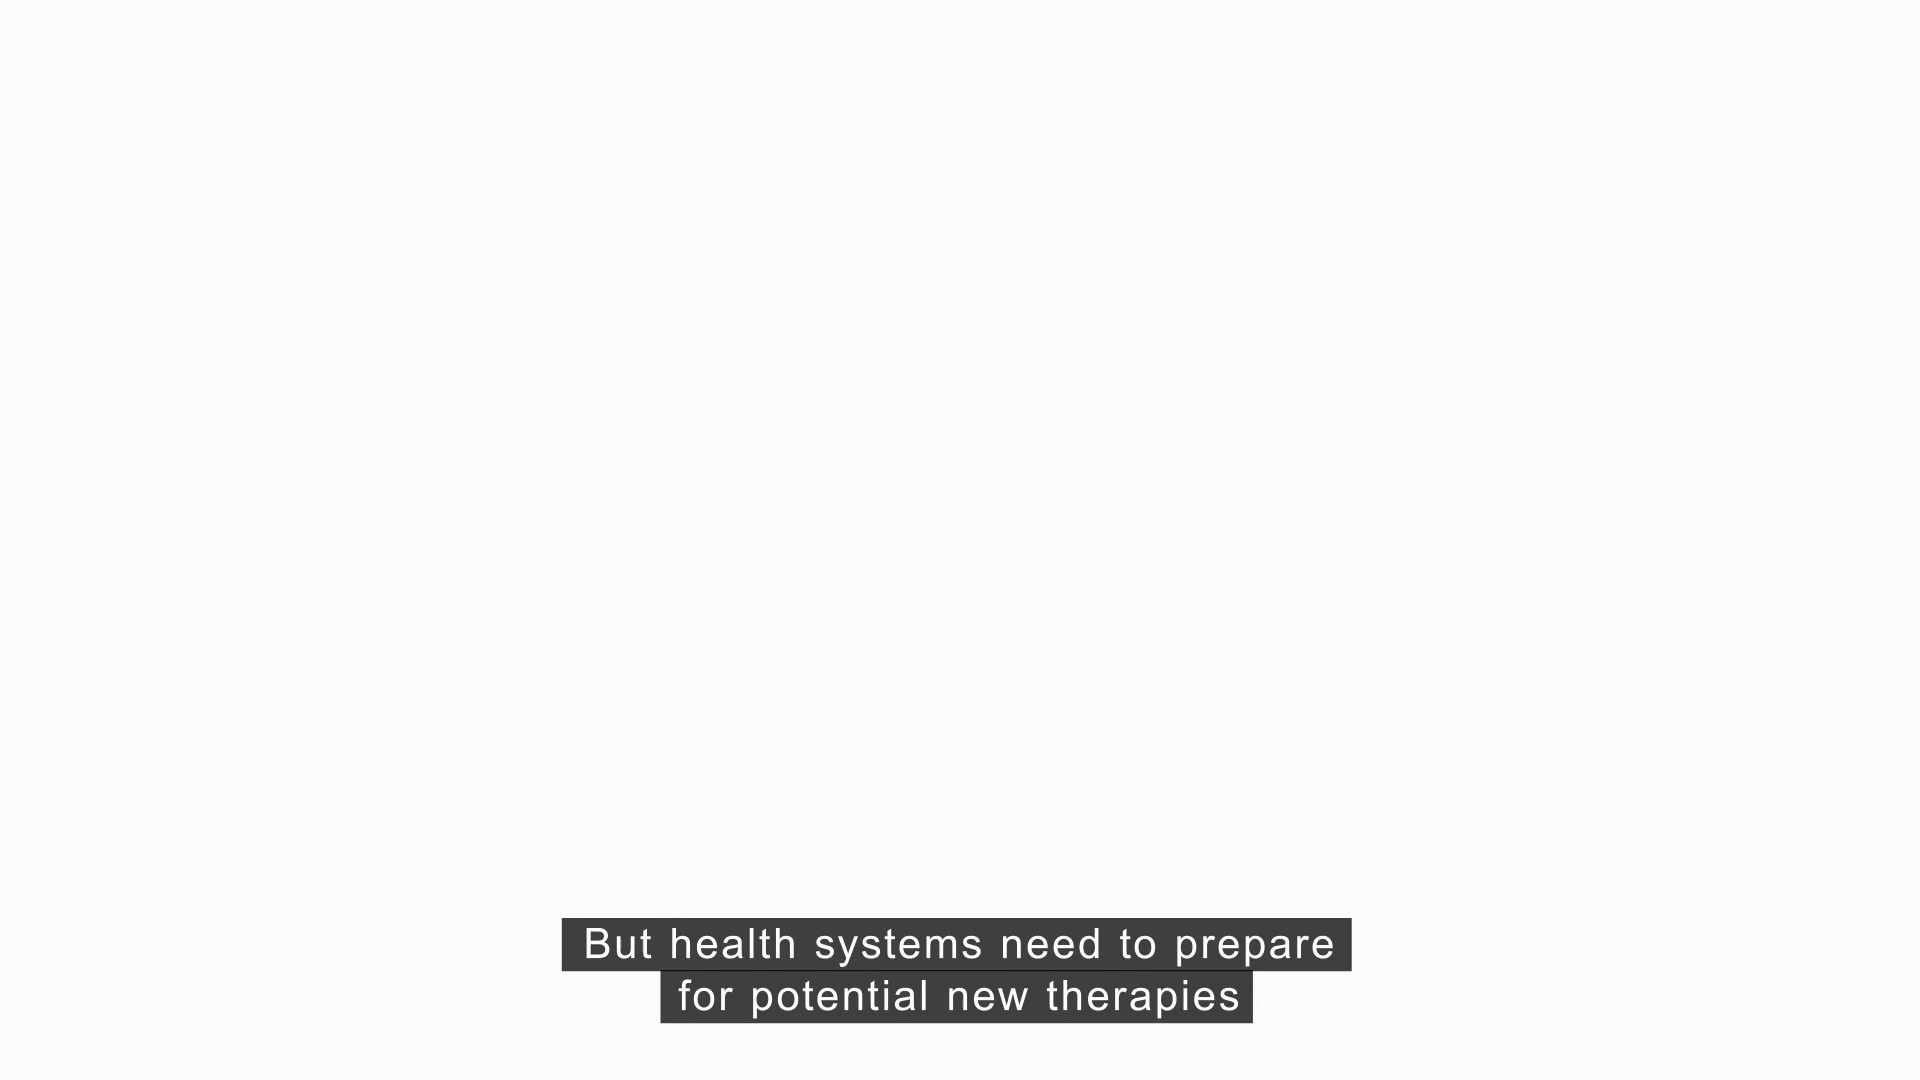 But health systems need to prepare
for potential new therapies